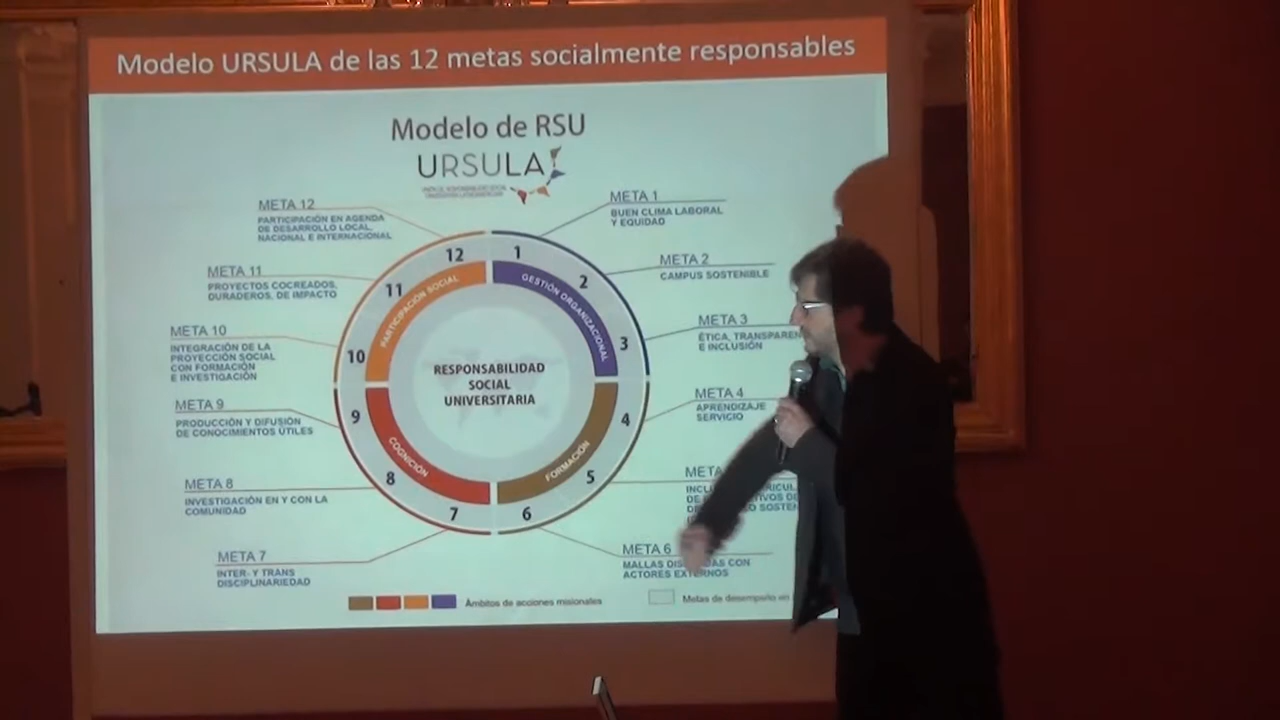 Modelo URSULA de las 12 metas socialmente responsables
Modelo de RSU
URSULA
META 12
PARTICIPACIÓN EN AGENDA
DE DESARROLLO LOCAL,
NACIONAL E INTERNACIONAL
META 1
BUEN CLIMA LABORAL
Y EQUIDAD
META 11
PROYECTOS COCREADOS,
DURADEROS, DE IMPACTO
META 2
CAMPUS SOSTENIBLE
META 10
INTEGRACIÓN DE LA
PROYECCIÓN SOCIAL
CON FORMACIÓN
E INVESTIGACIÓN
META 3
ÉTICA, TRANSPAREN
E INCLUSIÓN
META 9
PRODUCCIÓN Y DIFUSIÓN
DE CONOCIMIENTOS ÚTILES
META 4
APRENDIZAJE
SERVICIO
META 8
INVESTIGACIÓN EN Y CON LA
COMUNIDAD
META
META 7
INTER- Y TRANS
DISCIPLINARIEDAD
META 6
MALLAS CON
ACTORES EXTERNOS
12
1
2
3
4
5
6
7
8
9
10
11
PARTICIPACIÓN SOCIAL
GESTIÓN ORGANIZACIONAL
COGNICIÓN
FORMACIÓN
RESPONSABILIDAD
SOCIAL
UNIVERSITARIA
Ámbitos de acciones misionales
Metas de desempeño en